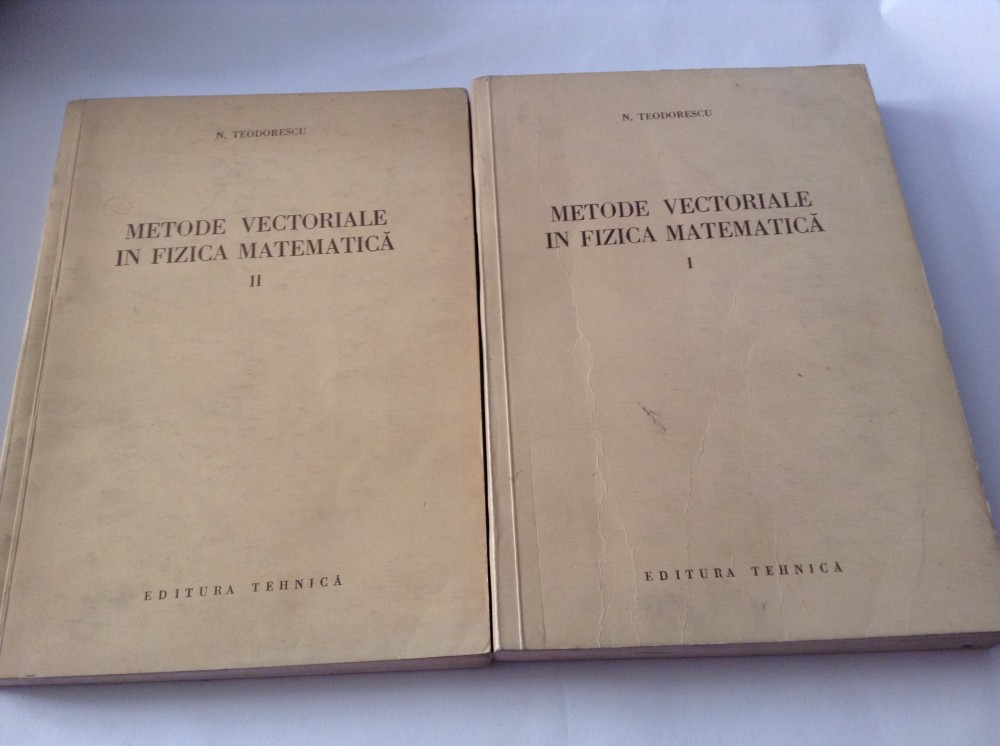 N. TEODORESCU
METODE VECTORIALE
IN FIZICA MATEMATICĂ
II
EDITURA TEHNICĂ
N. TEODORESCU
METODE VECTORIALE
IN FIZICA MATEMATICĂ
I
EDITURA TEHNICĂ